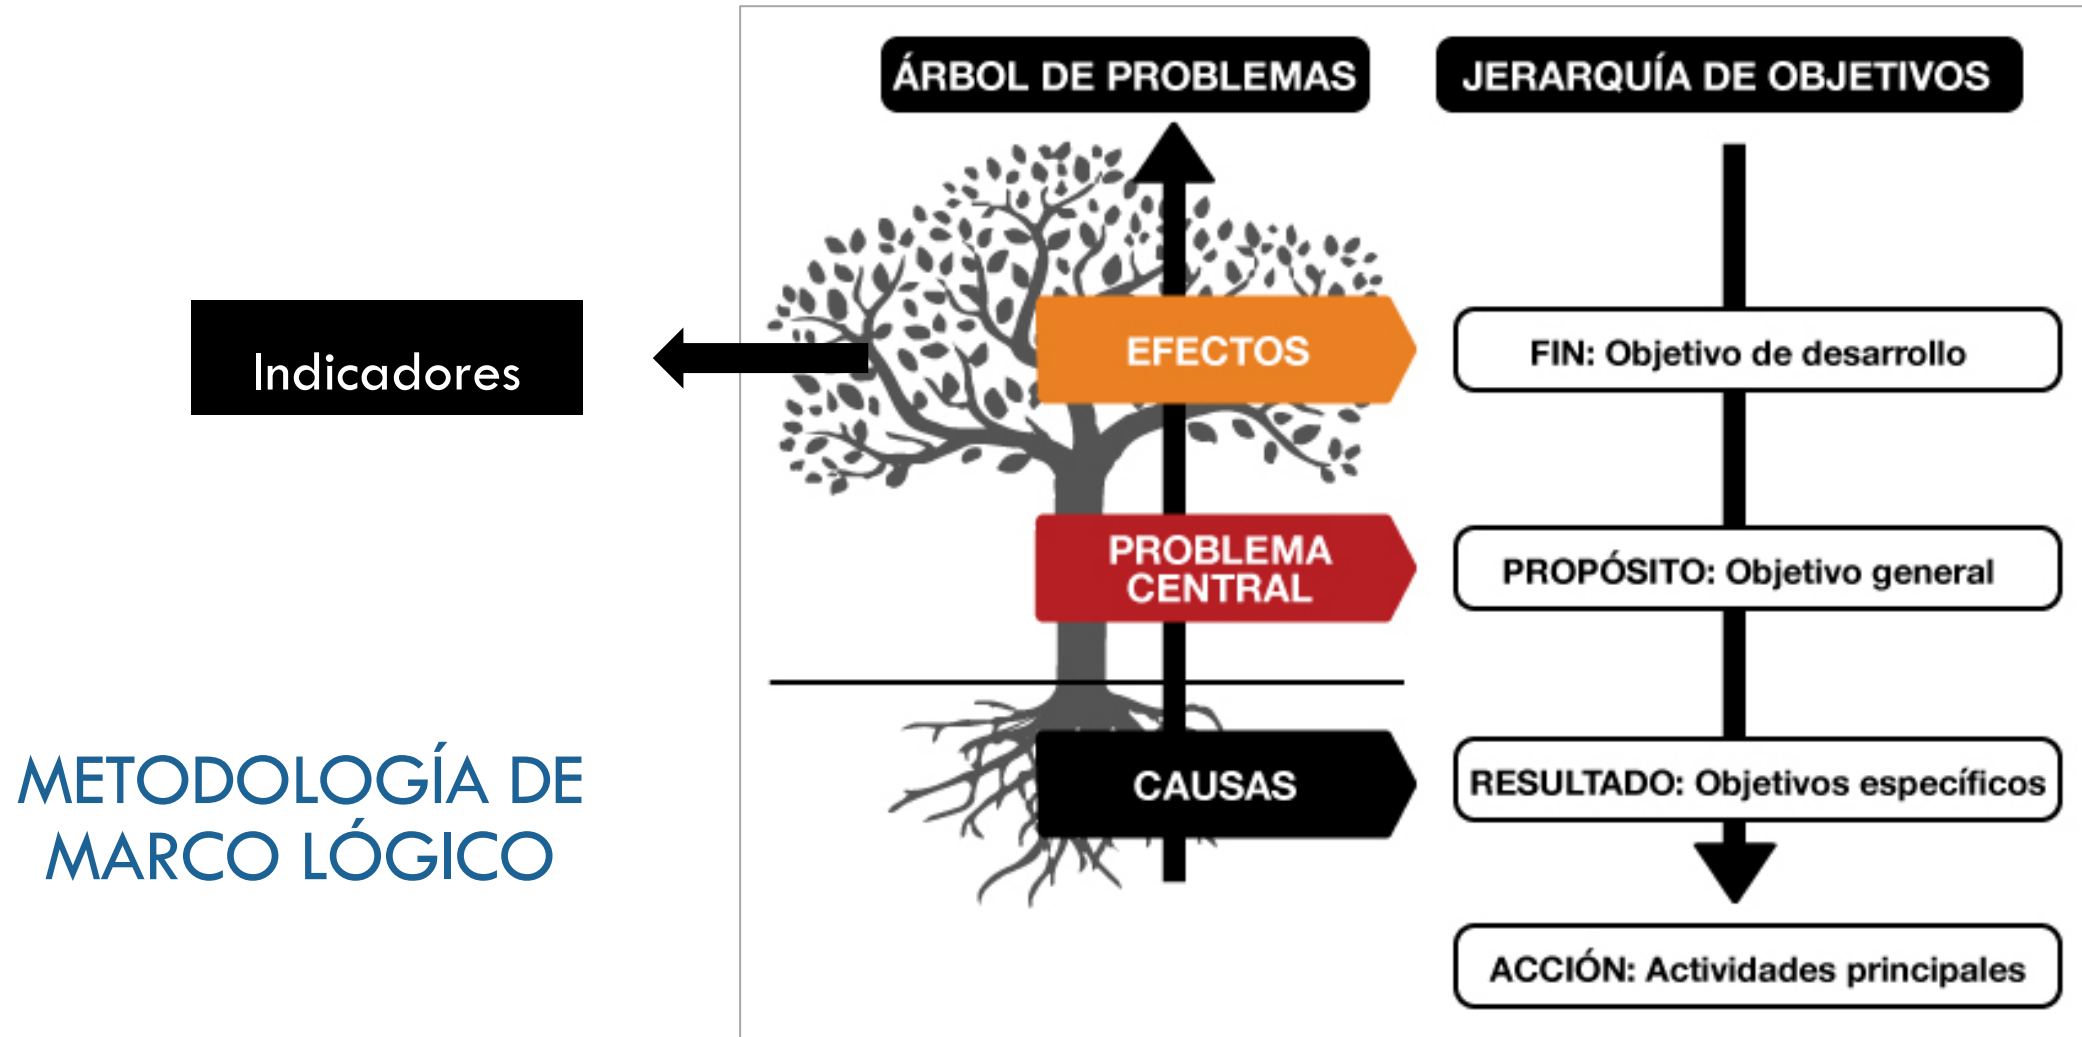 ÁRBOL DE PROBLEMAS
JERARQUÍA DE OBJETIVOS
Indicadores
EFECTOS
FIN: Objetivo de desarrollo
PROBLEMA
CENTRAL
PROPÓSITO: Objetivo general
METODOLOGÍA DE
MARCO LÓGICO
CAUSAS
RESULTADO: Objetivos específicos
ACCIÓN: Actividades principales